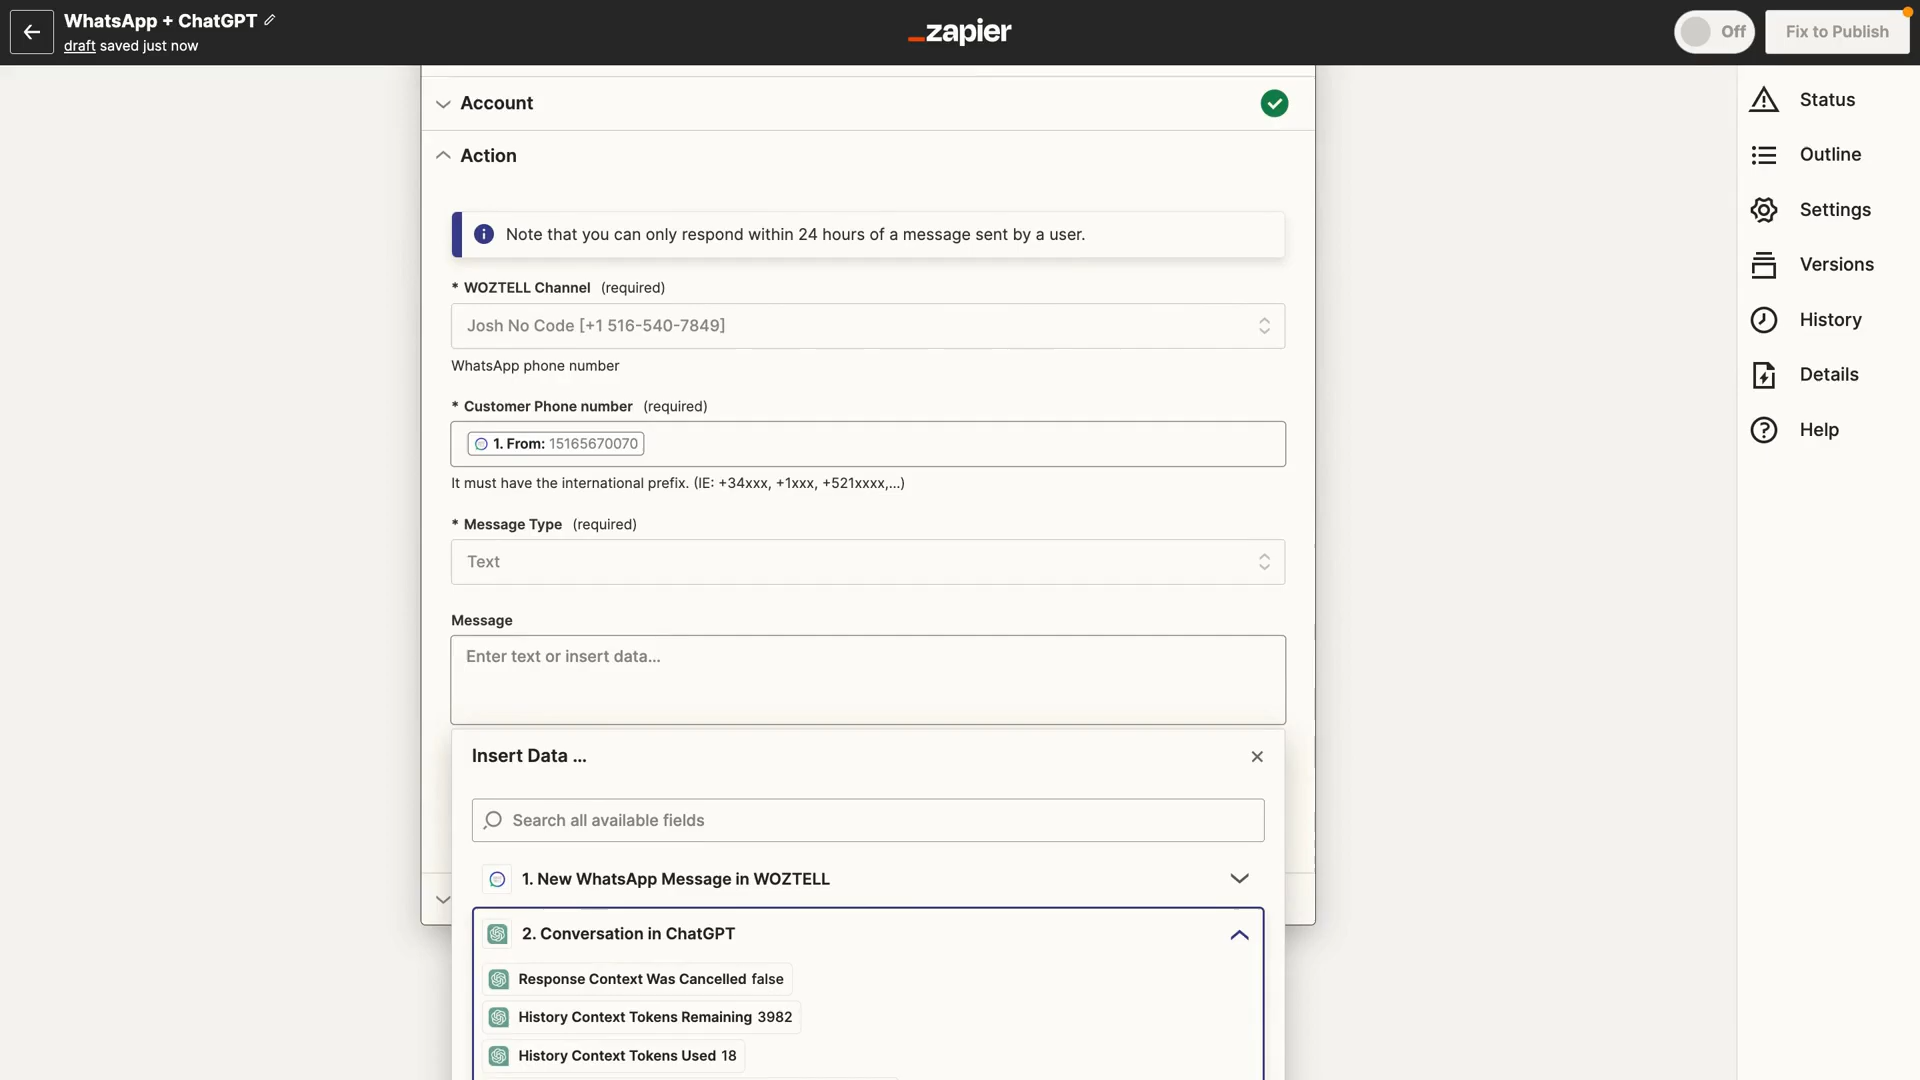 WhatsApp + ChatGPT
draft saved just now
zapier
Off
Fix to Publish
Account
Action
Note that you can only respond within 24 hours of a message sent by a user.
* WOZTELL Channel (required)
Josh No Code [+1 516-540-7849]
WhatsApp phone number
* Customer Phone number (required)
1. From: 15165670070
It must have the international prefix. (IE: +34xxx, +1xxx, +521xxxx,...)
* Message Type (required)
Text
Message
Enter text or insert data...
Insert Data ...
Search all available fields
1. New WhatsApp Message in WOZTELL
2. Conversation in ChatGPT
Response Context Was Cancelled false
History Context Tokens Remaining 3982
History Context Tokens Used 18
Status
Outline
Settings
Versions
History
Details
Help